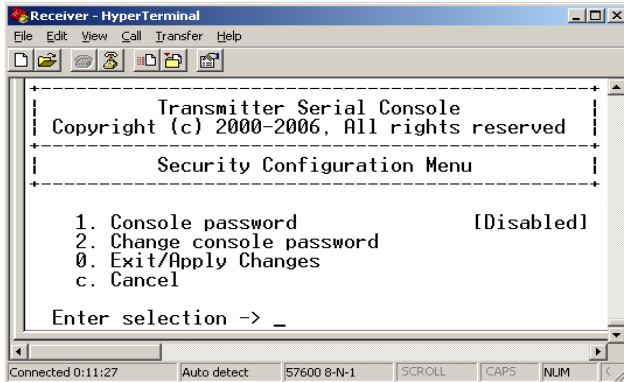 Receiver - HyperTerminal
File Edit View Call Transfer Help
Transmitter Serial Console
Copyright (c) 2000-2006, All rights reserved
Security Configuration Menu
1. Console password [Disabled]
2. Change console password
0. Exit/Apply Changes
c. Cancel
Enter selection -> _
Connected 0:11:27 Auto detect 57600 8-N-1 SCROLL CAPS NUM